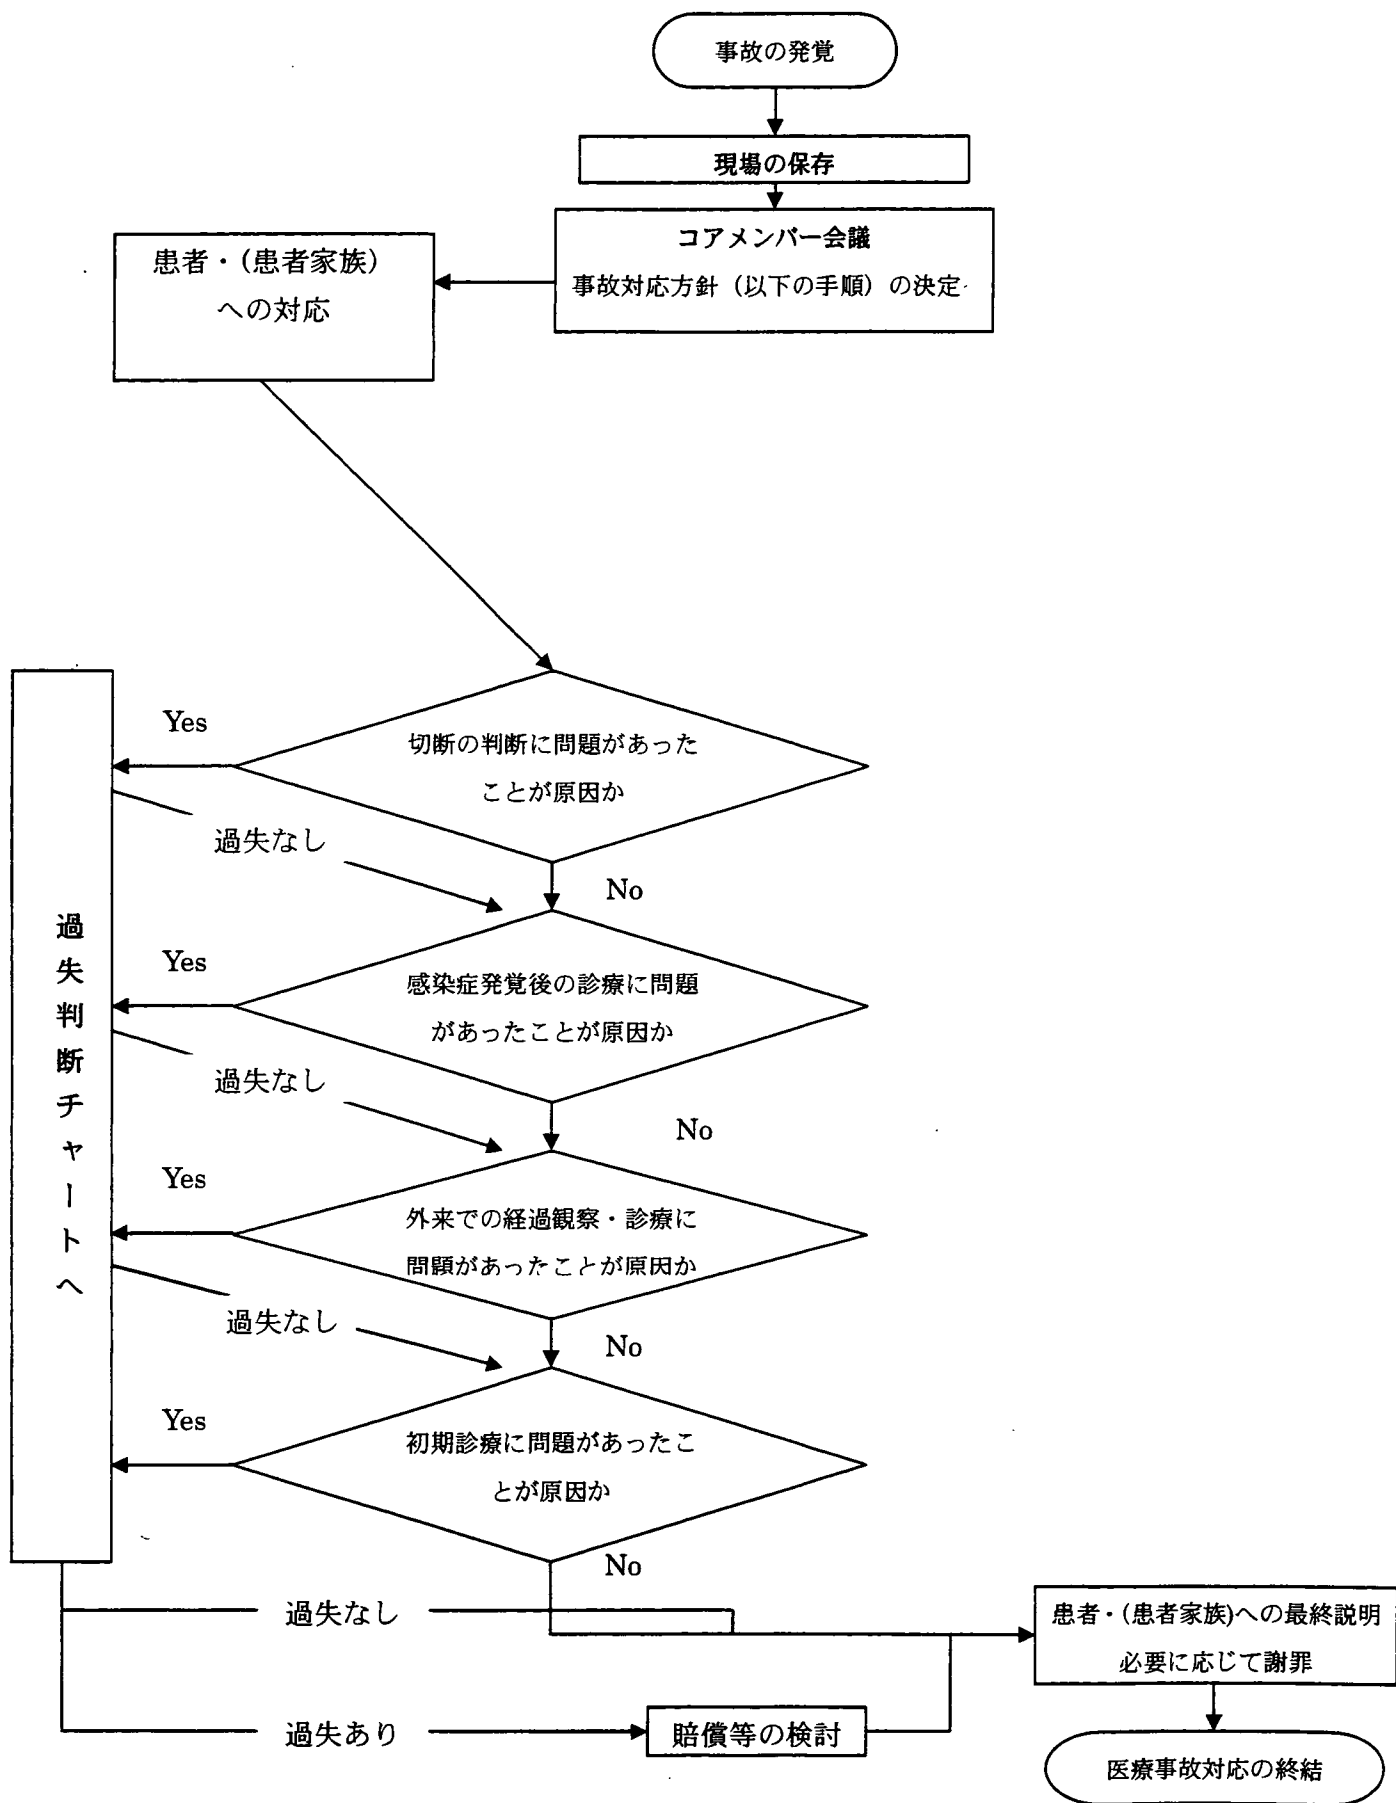 事故の発覚
現場の保存
コアメンバー会議
事故対応方針（以下の手順）の決定
患者・(患者家族)
への対応
Yes
切断の判断に問題があった
ことが原因か
過失なし
No
Yes
感染症発覚後の診療に問題
があったことが原因か
過失なし
No
Yes
外来での経過観察・診療に
問題があったことが原因か
過失なし
No
Yes
初期診療に問題があったこ
とが原因か
No
過失判断チャートへ
過失なし
患者・(患者家族)への最終説明
必要に応じて謝罪
過失あり
賠償等の検討
医療事故対応の終結